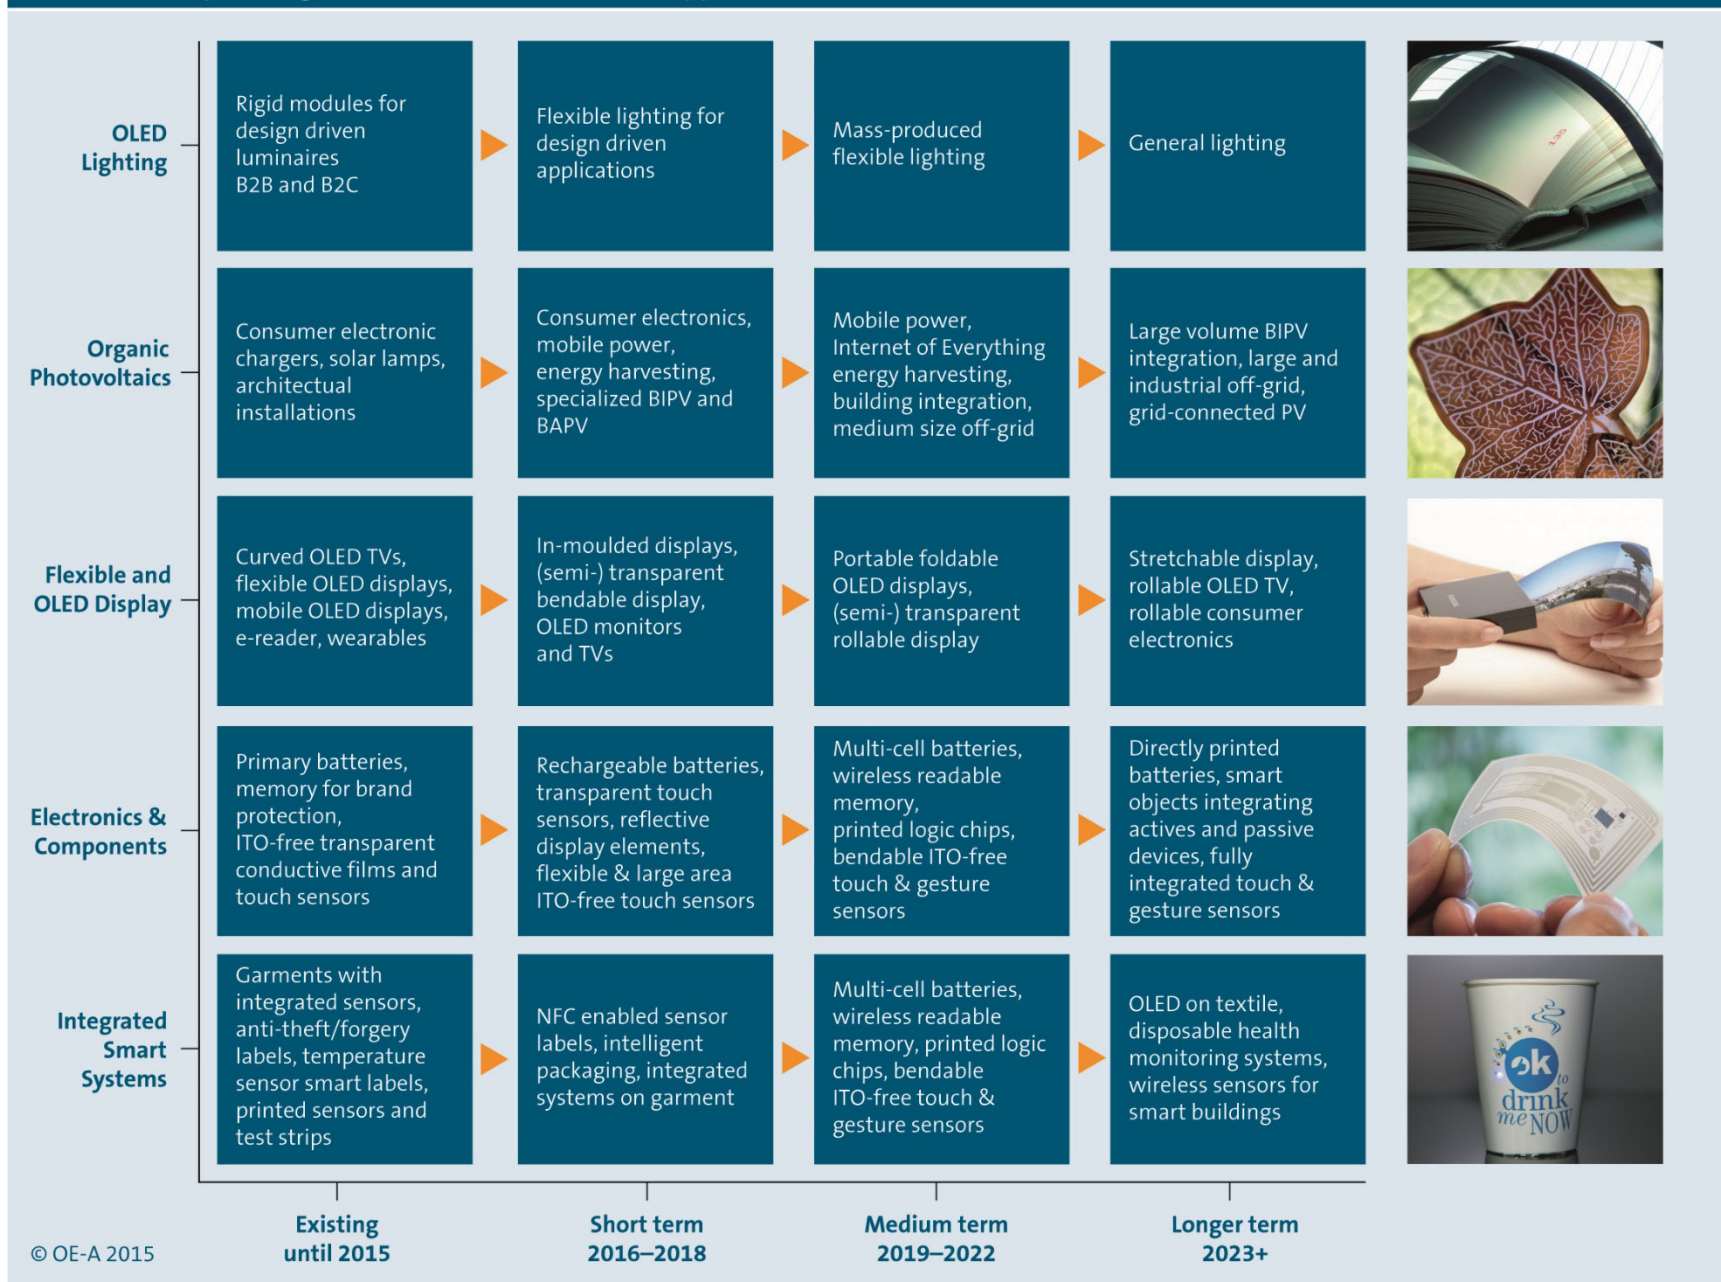 OLED
Lighting
Rigid modules for
design driven
luminaires
B2B and B2C
Flexible lighting for
design driven
applications
Mass-produced
flexible lighting
General lighting
135
Organic
Photovoltaics
Consumer electronic
chargers, solar lamps,
architectual
installations
Consumer electronics,
mobile power,
energy harvesting,
specialized BIPV and
BAPV
Mobile power,
Internet of Everything
energy harvesting,
building integration,
medium size off-grid
Large volume BIPV
integration, large and
industrial off-grid,
grid-connected PV
Flexible and
OLED Display
Curved OLED TVs,
flexible OLED displays,
mobile OLED displays,
e-reader, wearables
In-moulded displays,
(semi-) transparent
bendable display,
OLED monitors
and TVs
Portable foldable
OLED displays,
(semi-) transparent
rollable display
Stretchable display,
rollable OLED TV,
rollable consumer
electronics
Electronics &
Components
Primary batteries,
memory for brand
protection,
ITO-free transparent
conductive films and
touch sensors
Rechargeable batteries,
transparent touch
sensors, reflective
display elements,
flexible & large area
ITO-free touch sensors
Multi-cell batteries,
wireless readable
memory,
printed logic chips,
bendable ITO-free
touch & gesture
sensors
Directly printed
batteries, smart
objects integrating
actives and passive
devices, fully
integrated touch &
gesture sensors
Integrated
Smart
Systems
Garments with
integrated sensors,
anti-theft/forgery
labels, temperature
sensor smart labels,
printed sensors and
test strips
NFC enabled sensor
labels, intelligent
packaging, integrated
systems on garment
Multi-cell batteries,
wireless readable
memory, printed logic
chips, bendable
ITO-free touch &
gesture sensors
OLED on textile,
disposable health
monitoring systems,
wireless sensors for
smart buildings
ok
to
drink
me NOW
Existing
until 2015
Short term
2016–2018
Medium term
2019–2022
Longer term
2023+
© OE-A 2015